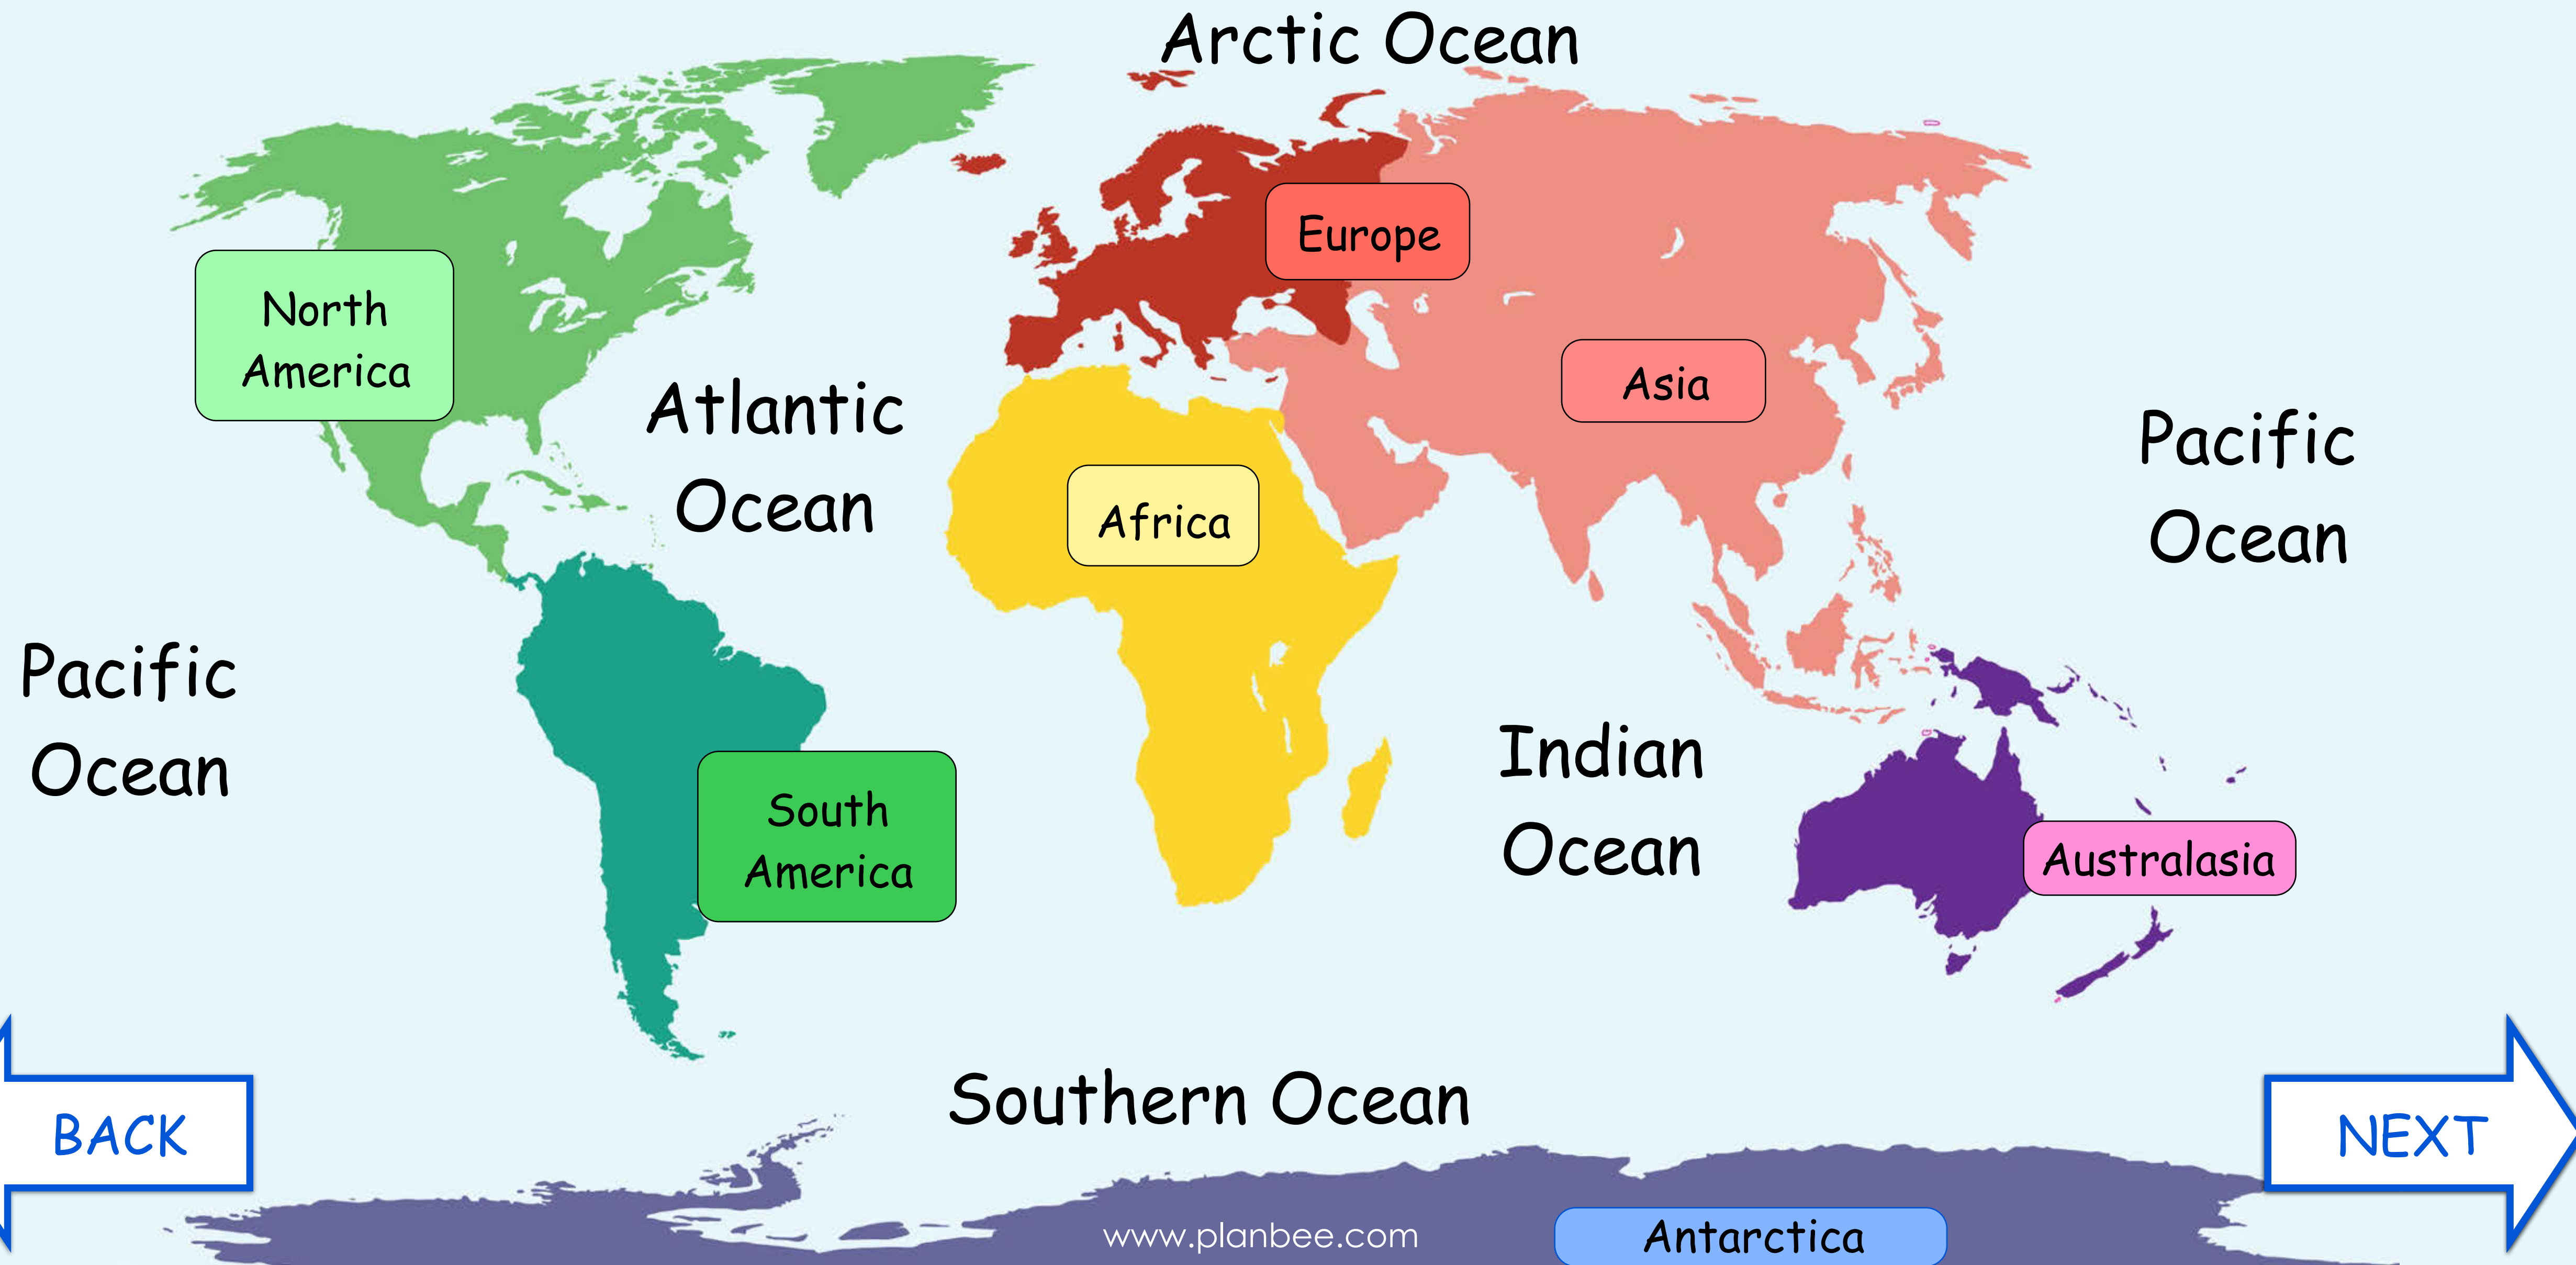 Arctic Ocean
Europe
North
America
Asia
Atlantic
Ocean
Pacific
Ocean
Africa
Pacific
Ocean
Indian
Ocean
South
America
Australasia
Southern Ocean
BACK
NEXT
www.planbee.com
Antarctica